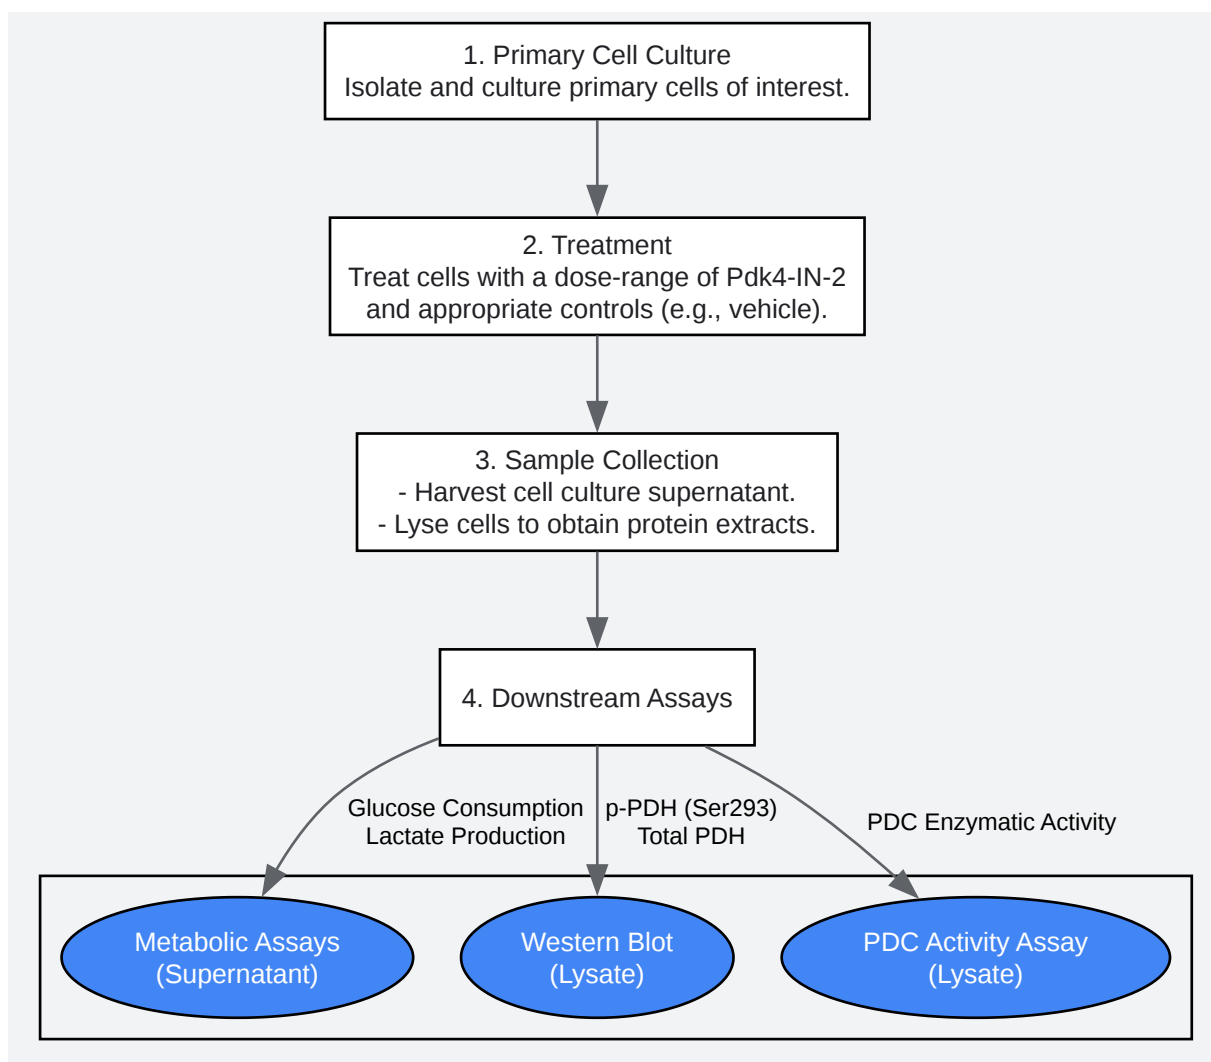 1. Primary Cell Culture
Isolate and culture primary cells of interest.
2. Treatment
Treat cells with a dose-range of Pdk4-IN-2
and appropriate controls (e.g., vehicle).
3. Sample Collection
- Harvest cell culture supernatant.
- Lyse cells to obtain protein extracts.
4. Downstream Assays
Glucose Consumption
Lactate Production
p-PDH (Ser293)
Total PDH
PDC Enzymatic Activity
Metabolic Assays
(Supernatant)
Western Blot
(Lysate)
PDC Activity Assay
(Lysate)